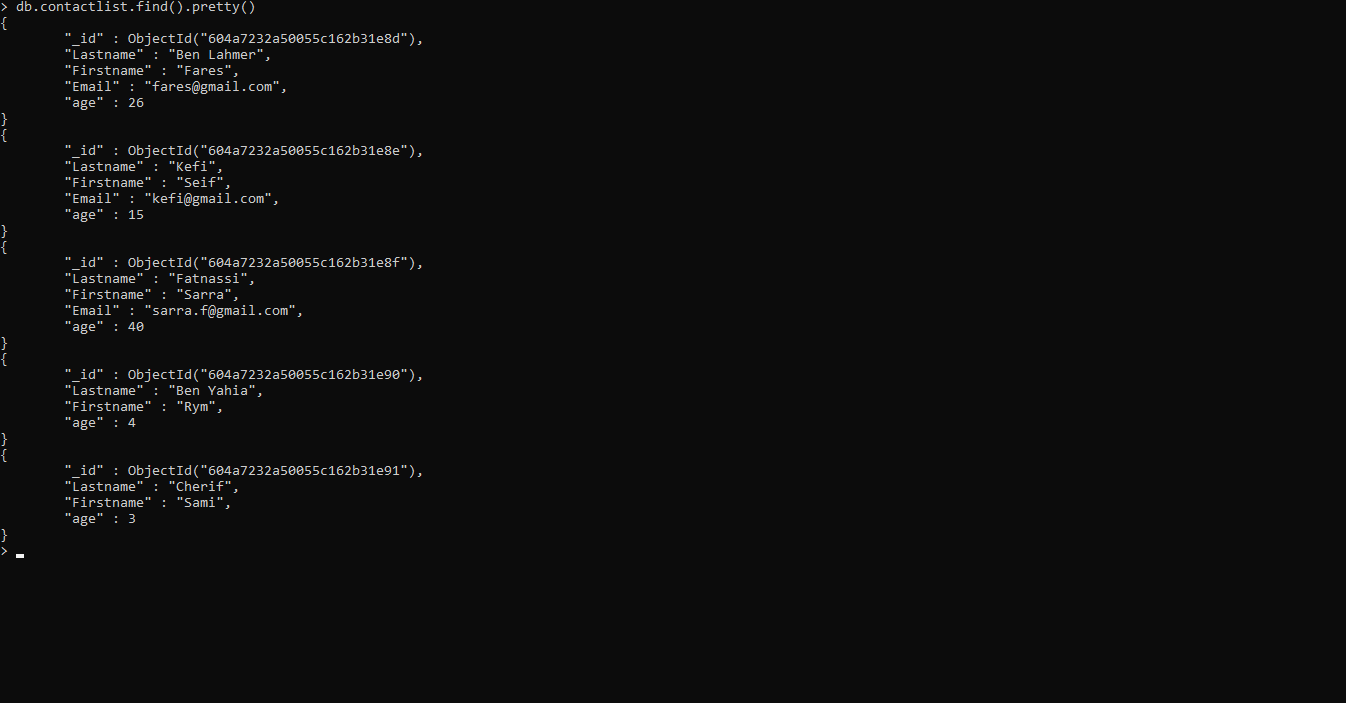 > db.contactlist.find().pretty()
{
        "_id" : ObjectId("604a7232a50055c162b31e8d"),
        "Lastname" : "Ben Lahmer",
        "Firstname" : "Fares",
        "Email" : "fares@gmail.com",
        "age" : 26
}
{
        "_id" : ObjectId("604a7232a50055c162b31e8e"),
        "Lastname" : "Kefi",
        "Firstname" : "Seif",
        "Email" : "kefi@gmail.com",
        "age" : 15
}
{
        "_id" : ObjectId("604a7232a50055c162b31e8f"),
        "Lastname" : "Fatnassi",
        "Firstname" : "Sarra",
        "Email" : "sarra.f@gmail.com",
        "age" : 40
}
{
        "_id" : ObjectId("604a7232a50055c162b31e90"),
        "Lastname" : "Ben Yahia",
        "Firstname" : "Rym",
        "age" : 4
}
{
        "_id" : ObjectId("604a7232a50055c162b31e91"),
        "Lastname" : "Cherif",
        "Firstname" : "Sami",
        "age" : 3
}
>